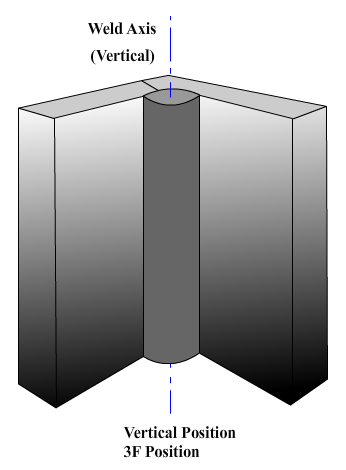 Weld Axis
(Vertical)
Vertical Position
3F Position